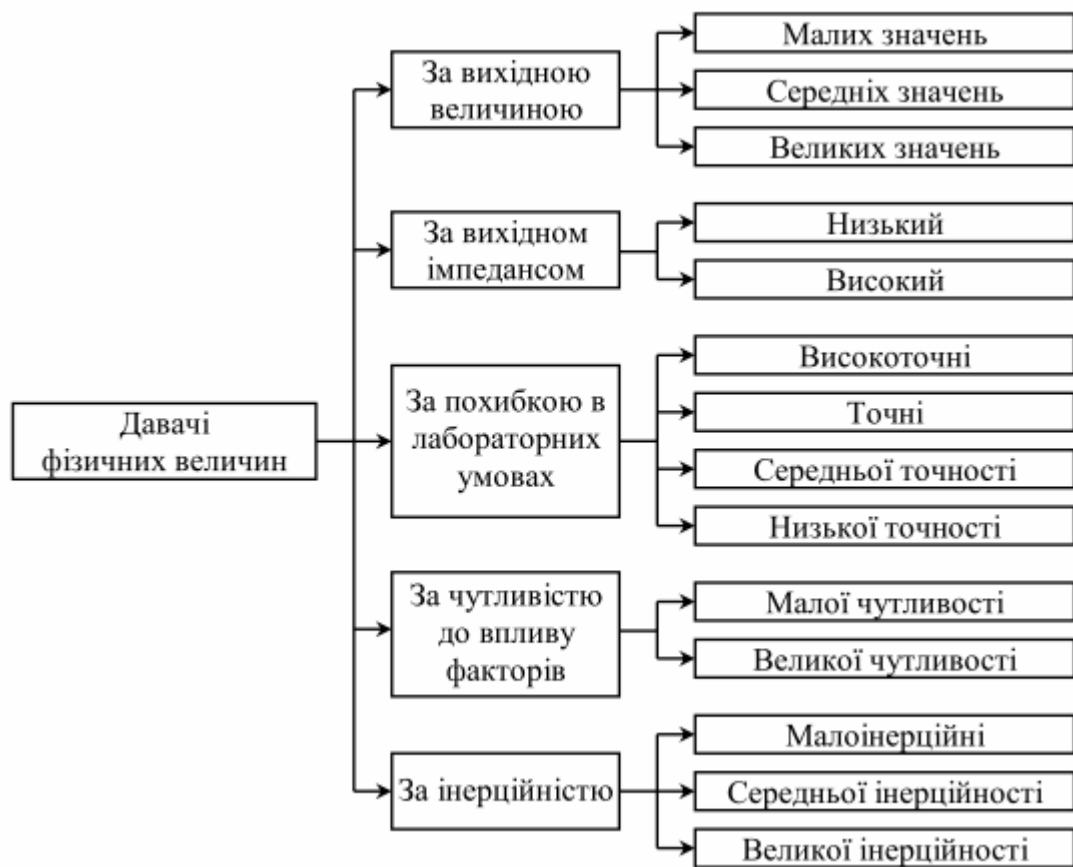 Давачі
фізичних величин
За вихідною
величиною
Малих значень
Середніх значень
Великих значень
За вихідном
імпедансом
Низький
Високий
За похибкою в
лабораторних
умовах
Високоточні
Точні
Середньої точності
Низької точності
За чутливістю
до впливу
факторів
Малої чутливості
Великої чутливості
За інерційністю
Малоінерційні
Середньої інерційності
Великої інерційності